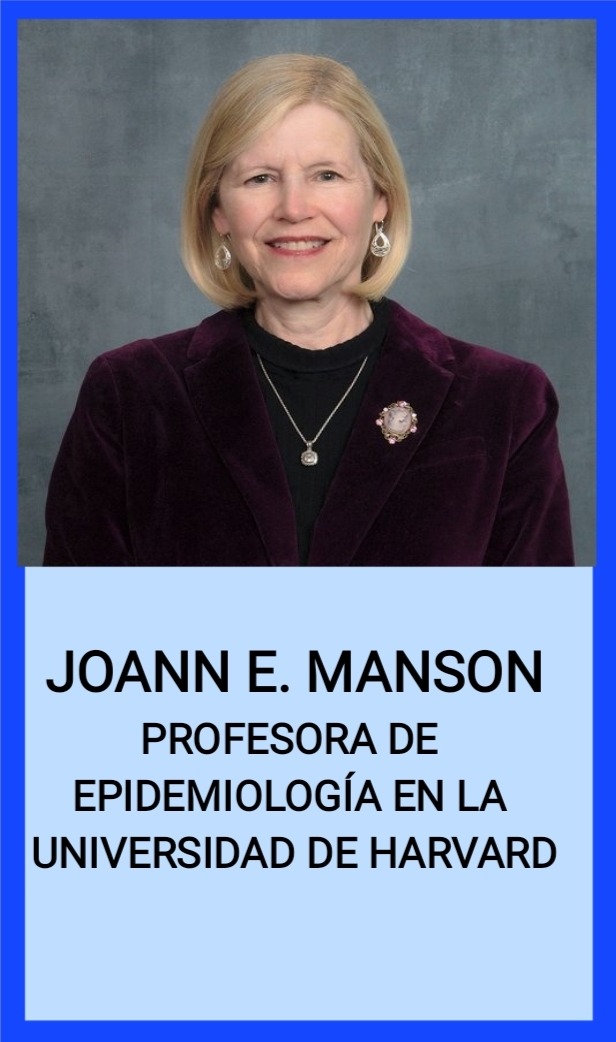 JOANN E. MANSON
PROFESORA DE
EPIDEMIOLOGÍA EN LA
UNIVERSIDAD DE HARVARD